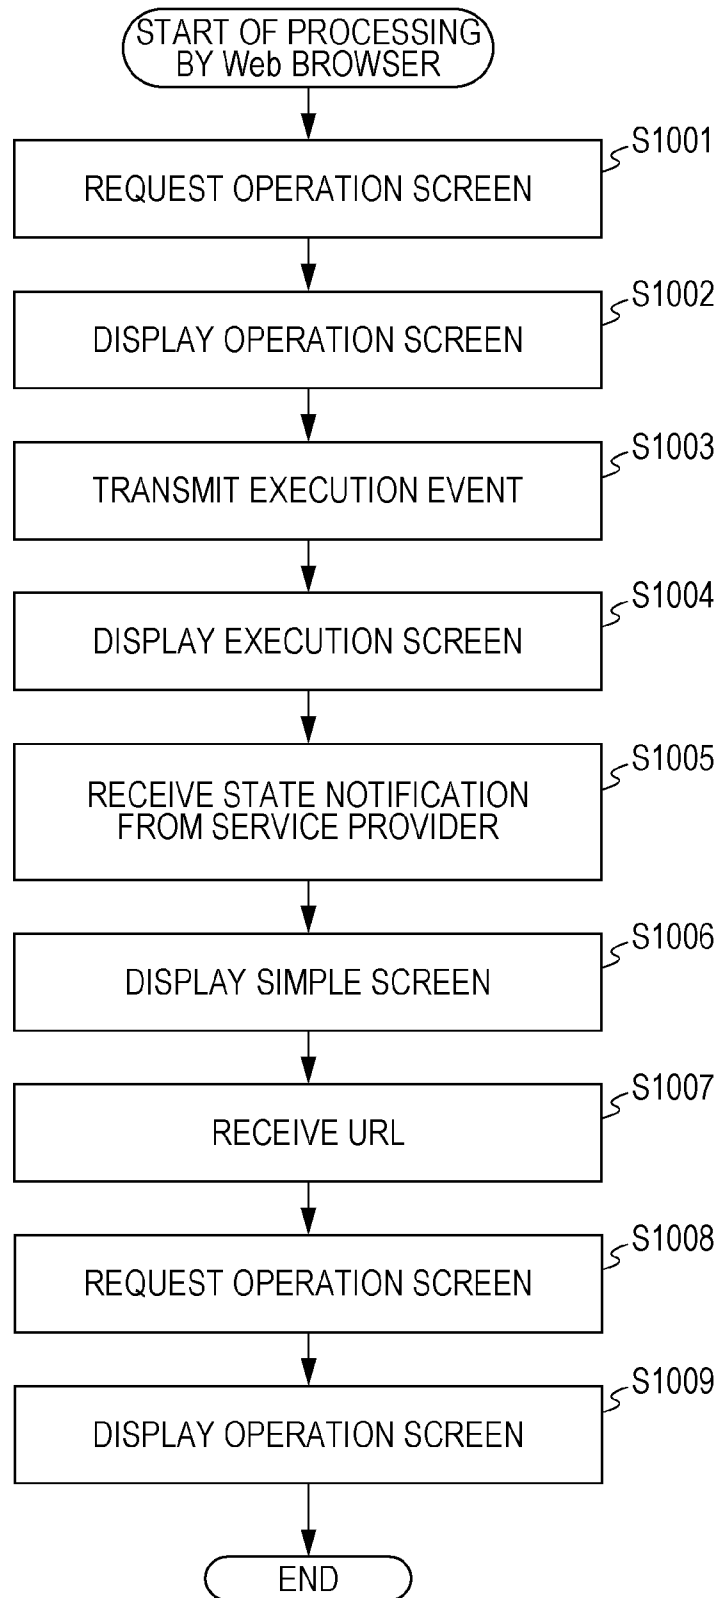 START OF PROCESSING
BY Web BROWSER
S1001
REQUEST OPERATION SCREEN
S1002
DISPLAY OPERATION SCREEN
S1003
TRANSMIT EXECUTION EVENT
S1004
DISPLAY EXECUTION SCREEN
S1005
RECEIVE STATE NOTIFICATION
FROM SERVICE PROVIDER
S1006
DISPLAY SIMPLE SCREEN
S1007
RECEIVE URL
S1008
REQUEST OPERATION SCREEN
S1009
DISPLAY OPERATION SCREEN
END